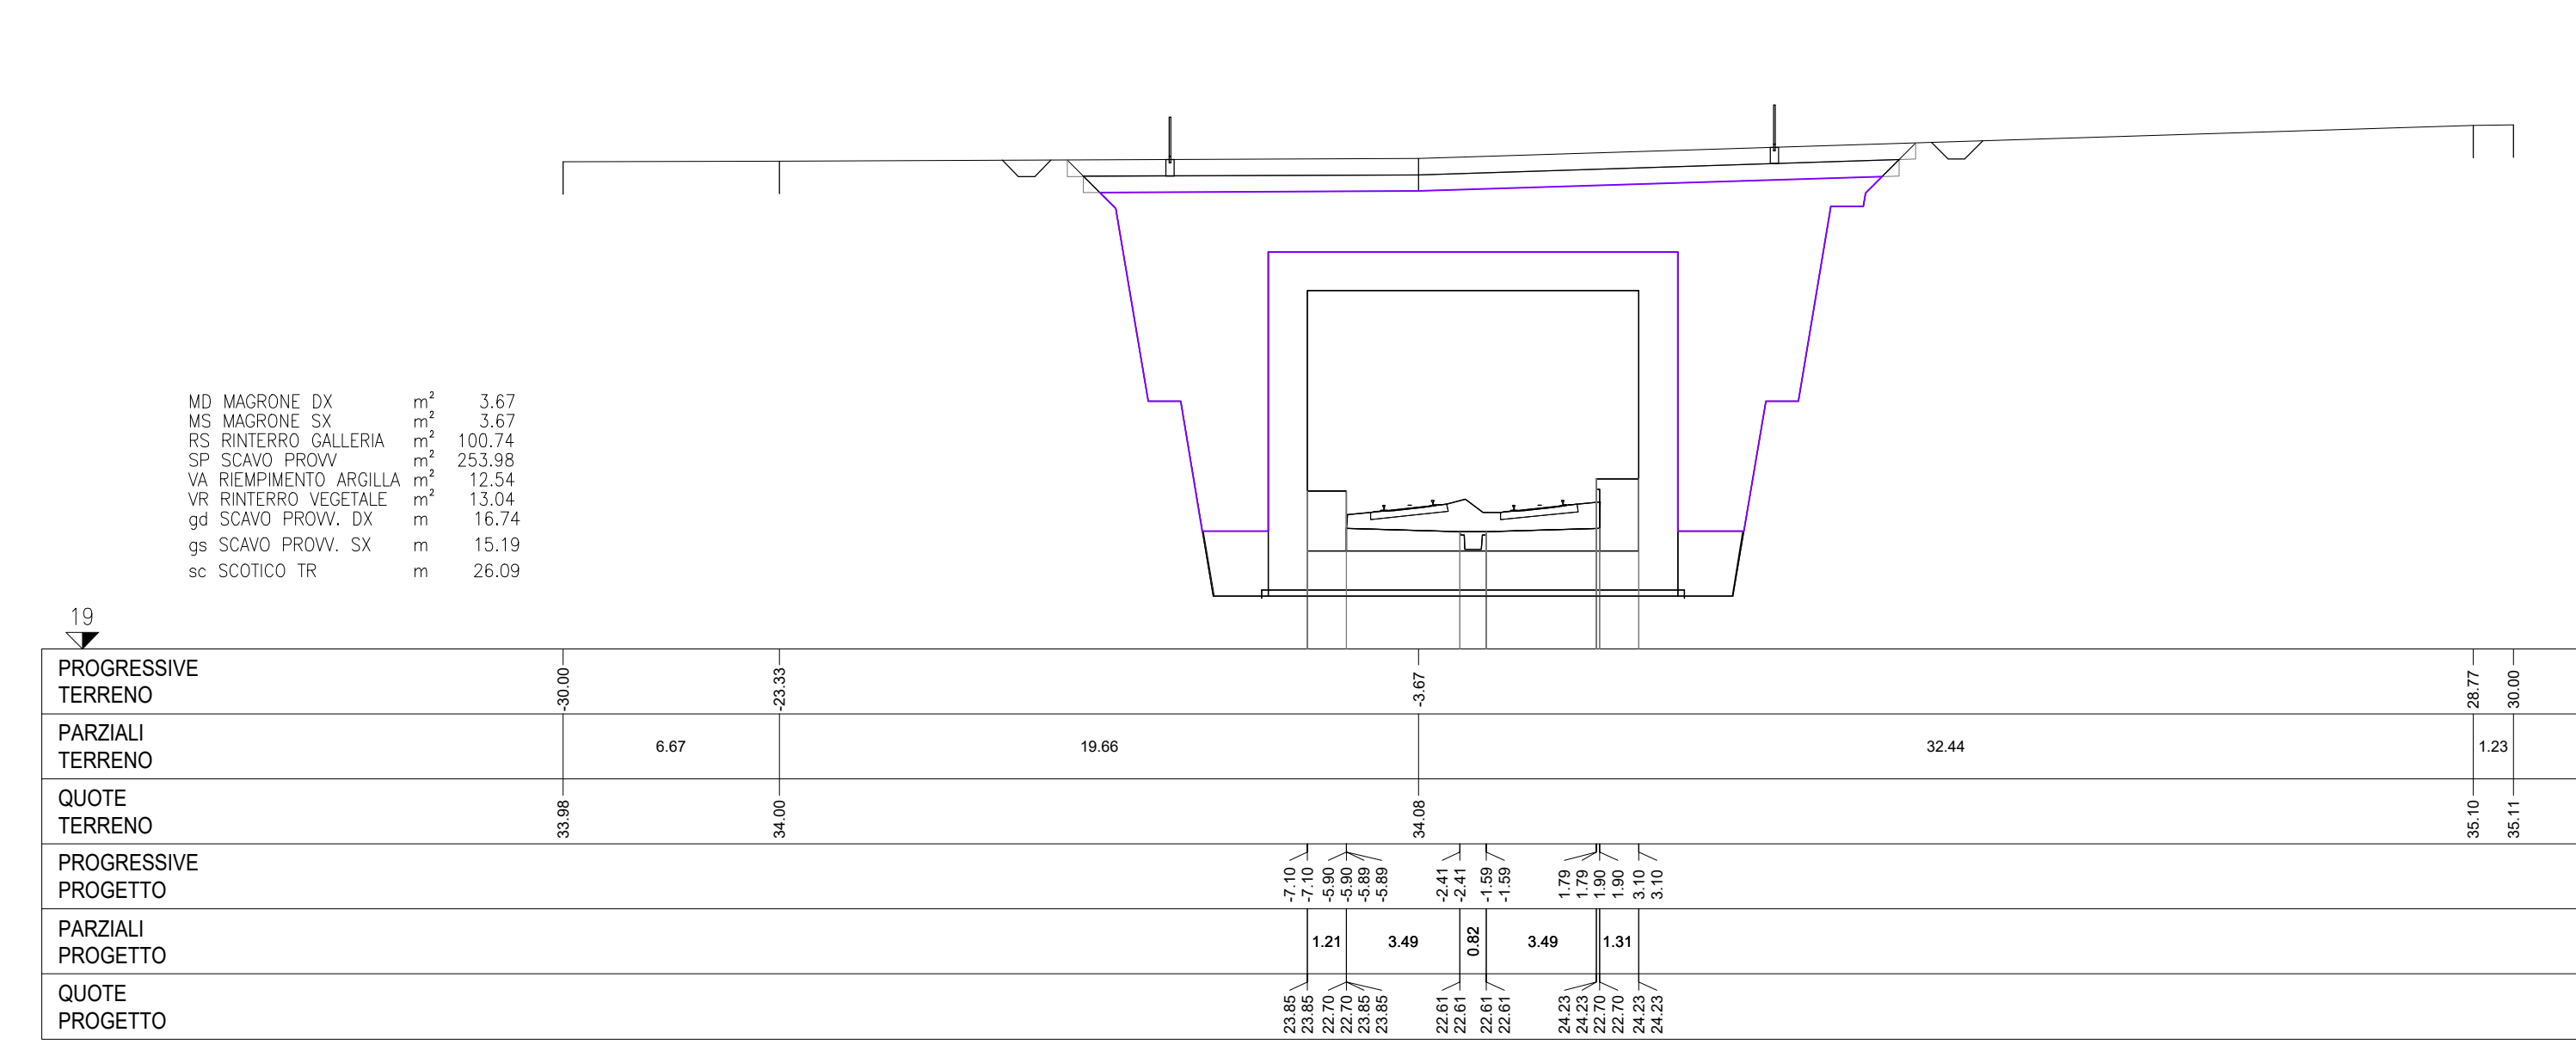 MD MAGRONE DX m² 3.67
MS MAGRONE SX m² 3.67
RS RINTERRO GALLERIA m² 100.74
SP SCAVO PROVV m² 253.98
VA RIEMPIMENTO ARGILLA m² 12.54
VR RINTERRO VEGETALE m² 13.04
gd SCAVO PROVV. DX m 16.74
gs SCAVO PROVV. SX m 15.19
sc SCOTICO TR m 26.09
19
PROGRESSIVE
TERRENO
-30.00 -23.33 -3.67 28.77 30.00
PARZIALI
TERRENO
6.67 19.66 32.44 1.23
QUOTE
TERRENO
33.98 34.00 34.08 35.10 35.11
PROGRESSIVE
PROGETTO
-7.10 -7.10 -5.90 -5.90 -5.89 -5.89 -2.41 -2.41 -1.59 -1.59 1.79 1.79 1.90 1.90 3.10 3.10
PARZIALI
PROGETTO
1.21 3.49 0.82 3.49 1.31
QUOTE
PROGETTO
23.85 23.85 22.70 22.70 23.85 23.85 22.61 22.61 22.61 22.61 24.23 24.23 22.70 22.70 24.23 24.23